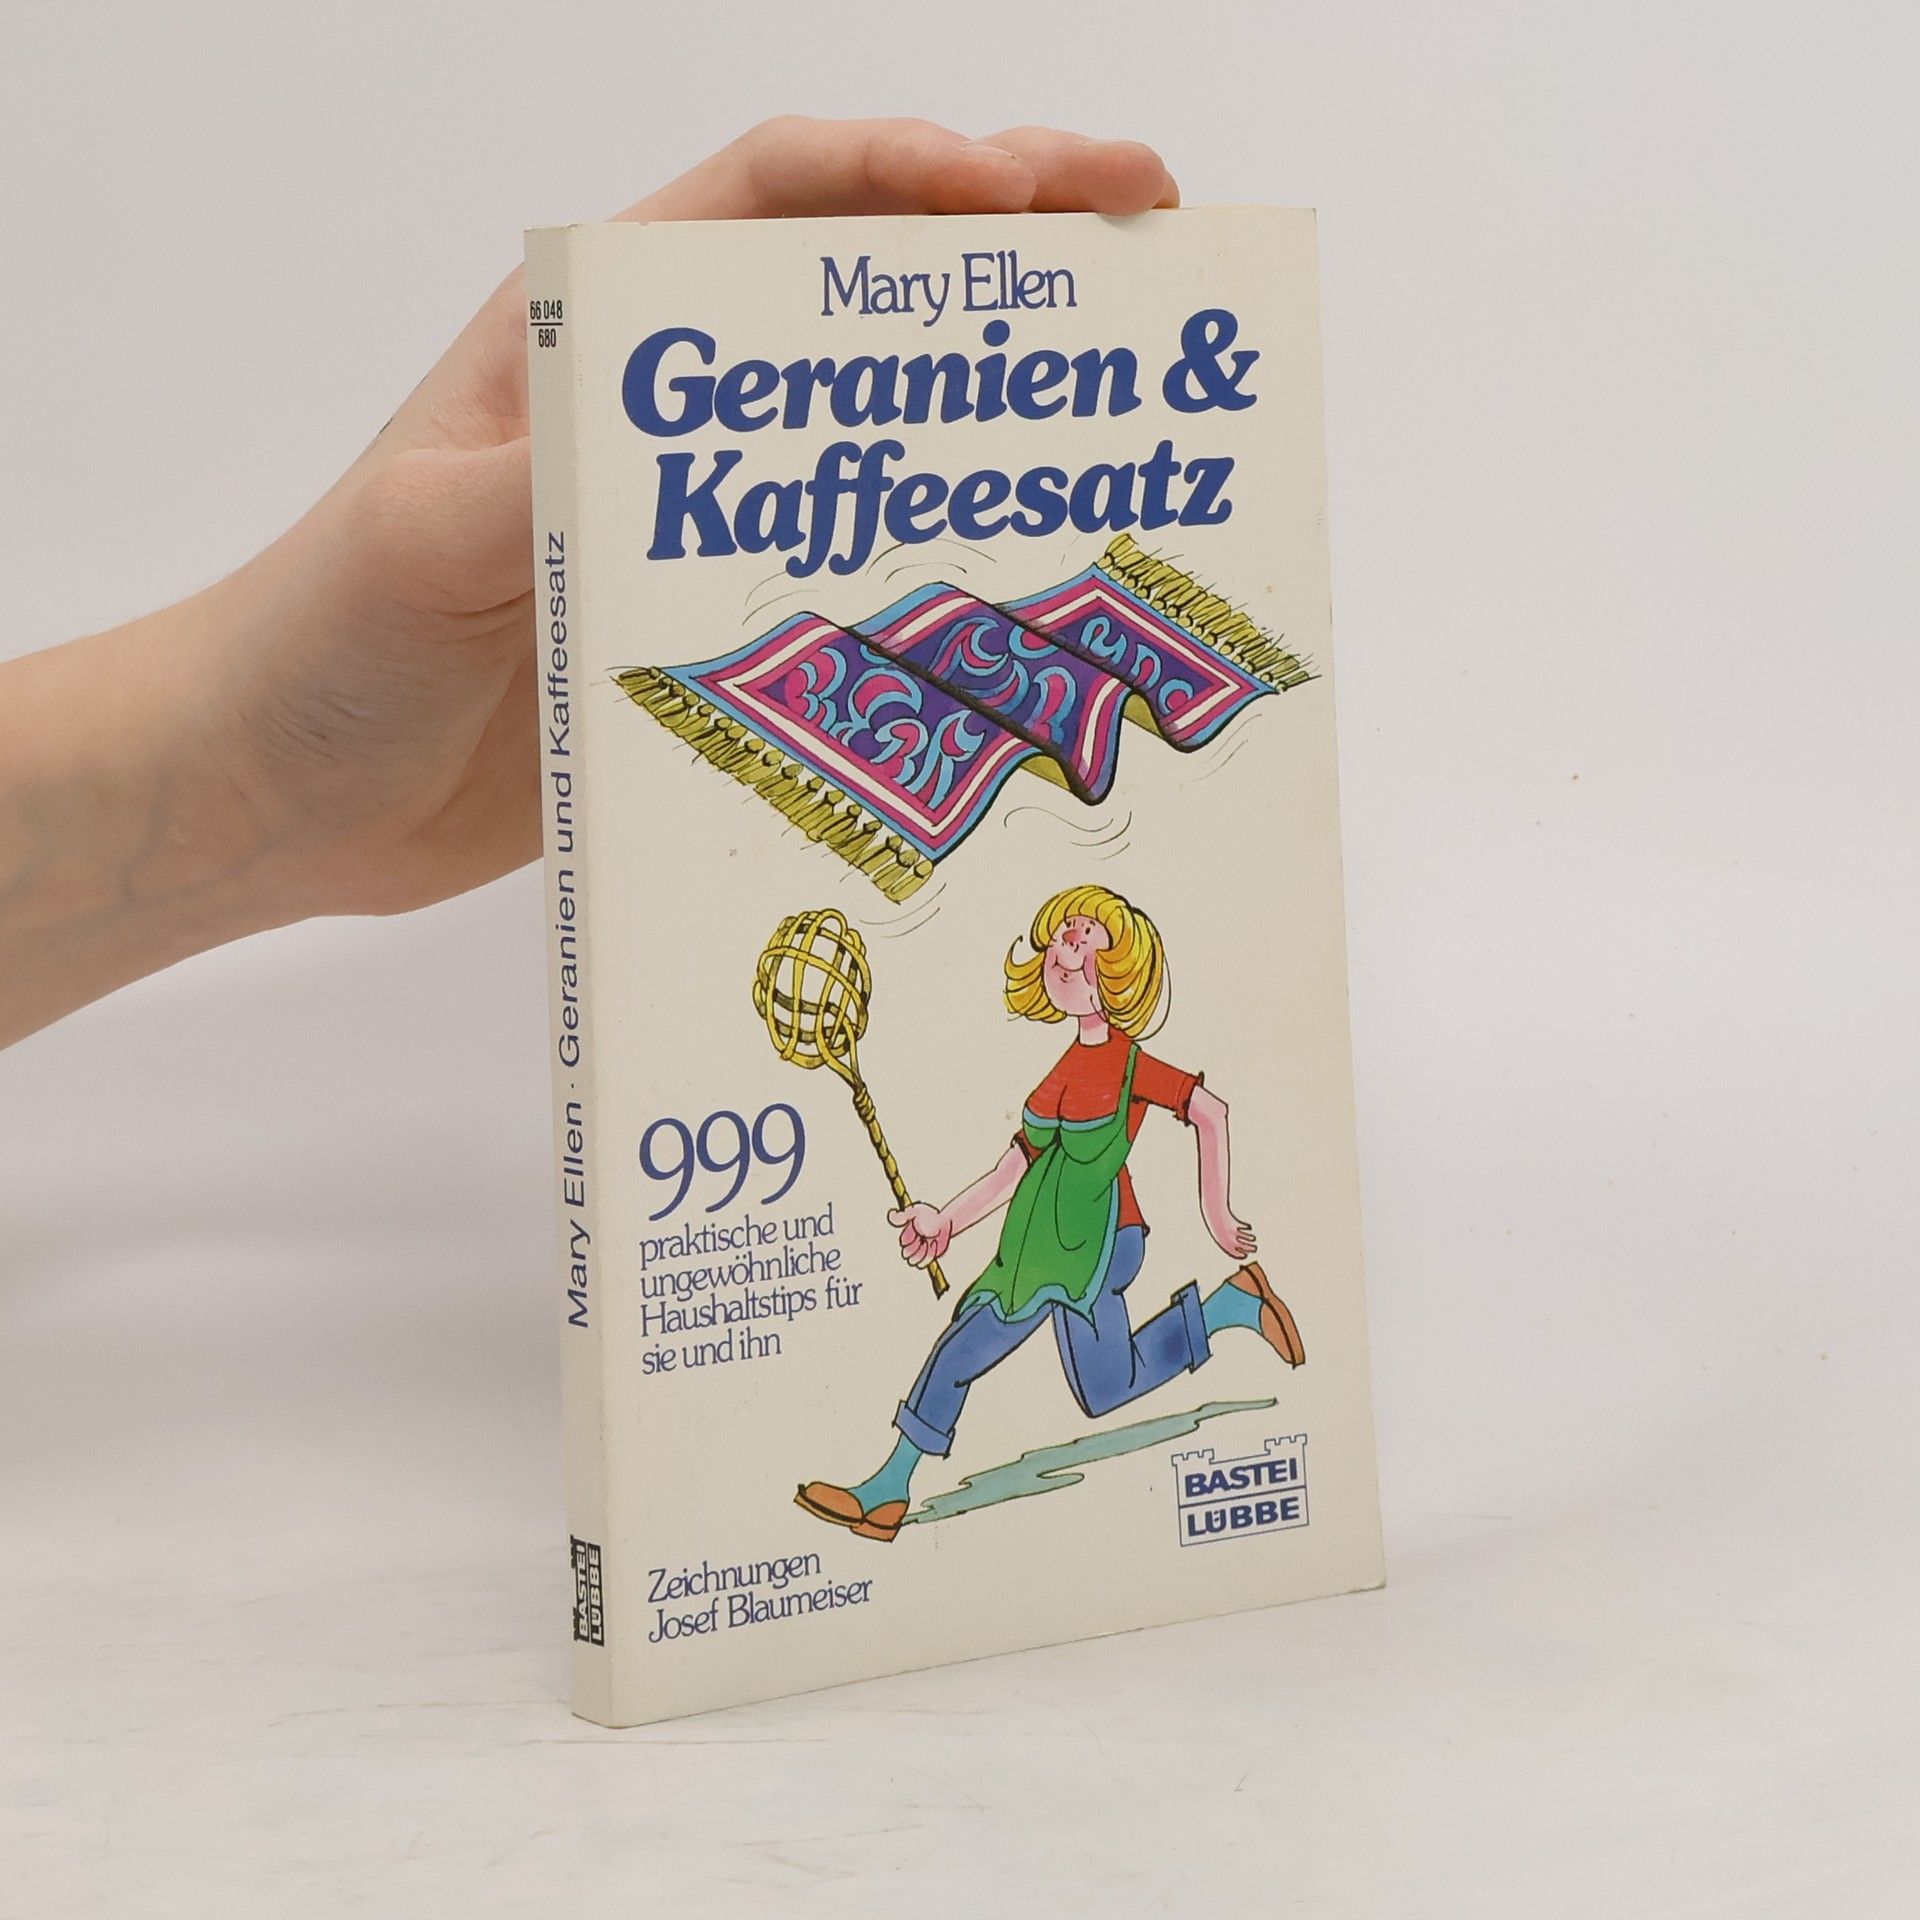 66 048
680
Mary Ellen · Geranien und Kaffeesatz
BASTEI
LÜBBE
Mary Ellen
Geranien &
Kaffeesatz
999
praktische und
ungewöhnliche
Haushaltstips für
sie und ihn
BASTEI
LÜBBE
Zeichnungen
Josef Blaumeiser